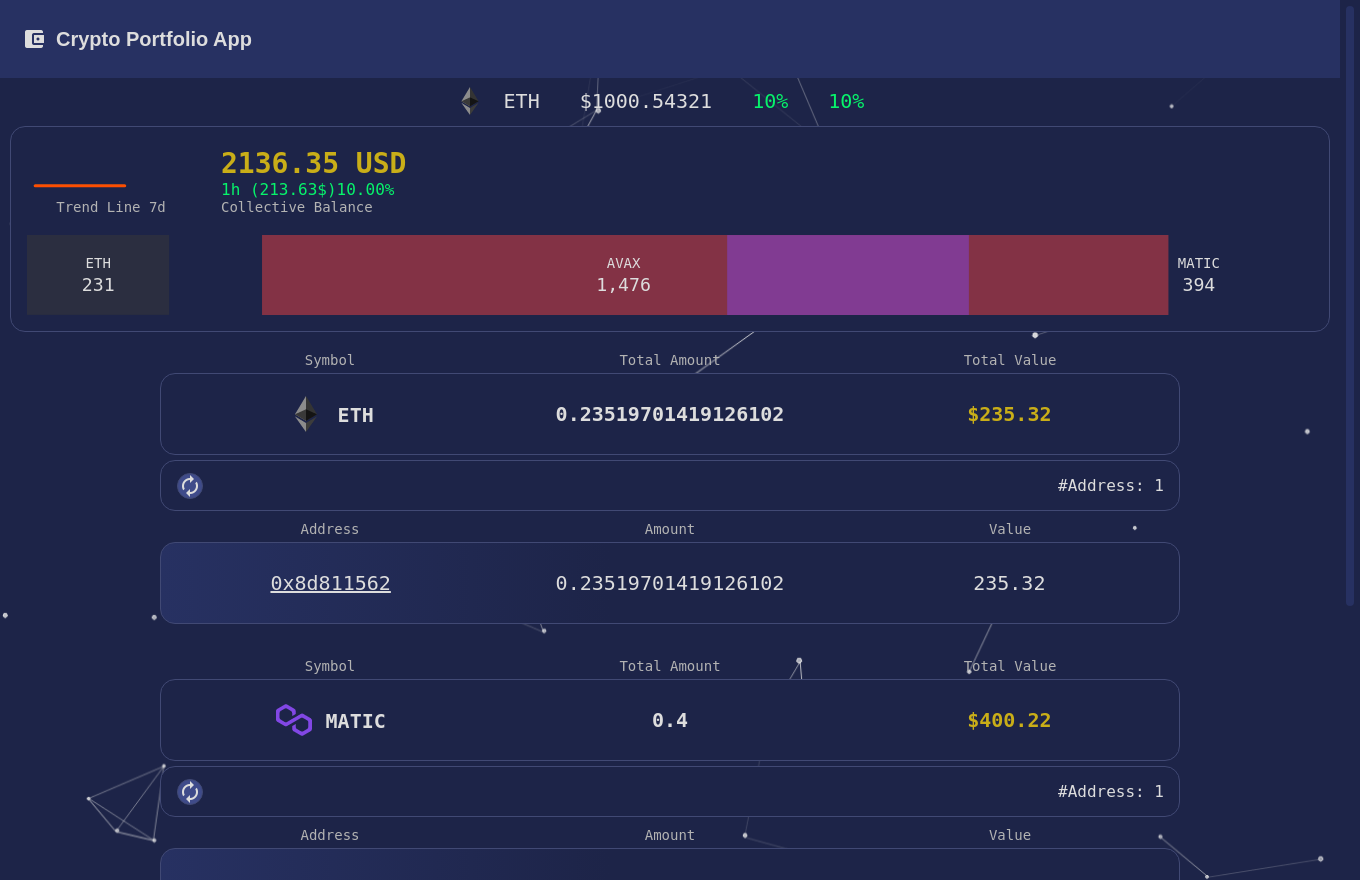 Crypto Portfolio App
ETH $1000.54321 10% 10%
2136.35 USD
1h (213.63$)10.00%
Trend Line 7d Collective Balance
ETH AVAX MATIC
231 1,476 394
Symbol Total Amount Total Value
ETH 0.23519701419126102 $235.32
#Address: 1
Address Amount Value
0x8d811562 0.23519701419126102 235.32
Symbol Total Amount Total Value
MATIC 0.4 $400.22
#Address: 1
Address Amount Value